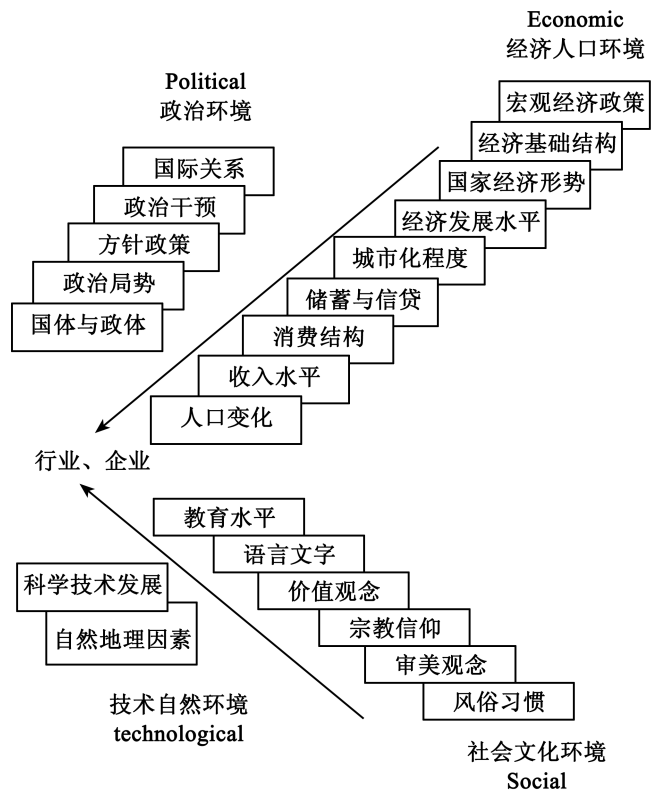 Political
政治环境
国际关系
政治干预
方针政策
政治局势
国体与政体
Economic
经济人口环境
宏观经济政策
经济基础结构
国家经济形势
经济发展水平
城市化程度
储蓄与信贷
消费结构
收入水平
人口变化
行业、企业
科学技术发展
自然地理因素
技术自然环境
technological
教育水平
语言文字
价值观念
宗教信仰
审美观念
风俗习惯
社会文化环境
Social